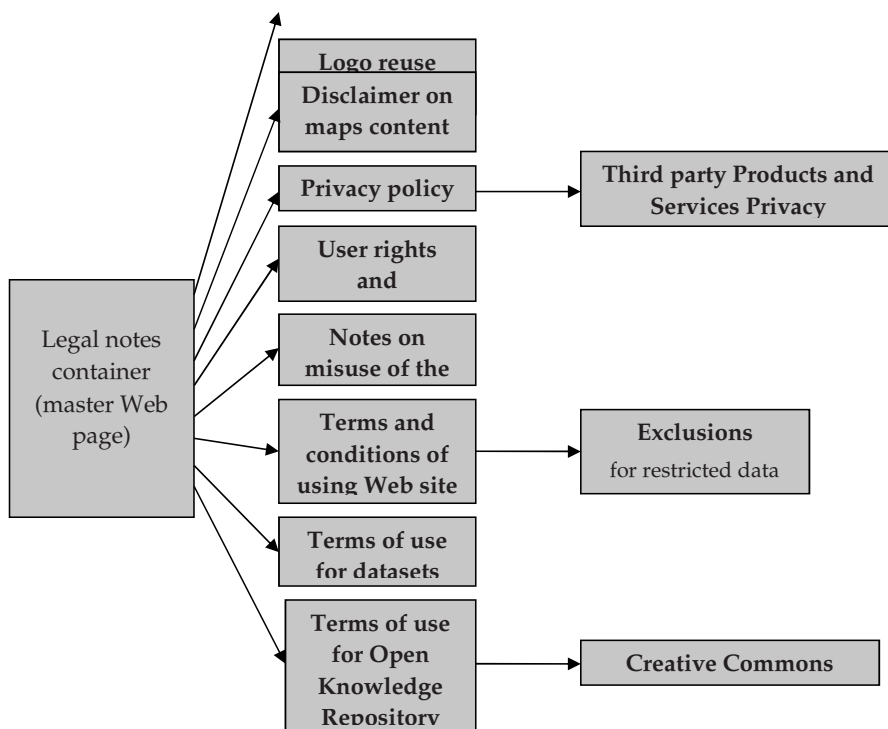 Logo reuse
Disclaimer on
maps content
Privacy policy
Third party Products and
Services Privacy
User rights
and
Legal notes
container
(master Web
page)
Notes on
misuse of the
Terms and
conditions of
using Web site
Exclusions
for restricted data
Terms of use
for datasets
Terms of use
for Open
Knowledge
Repository
Creative Commons